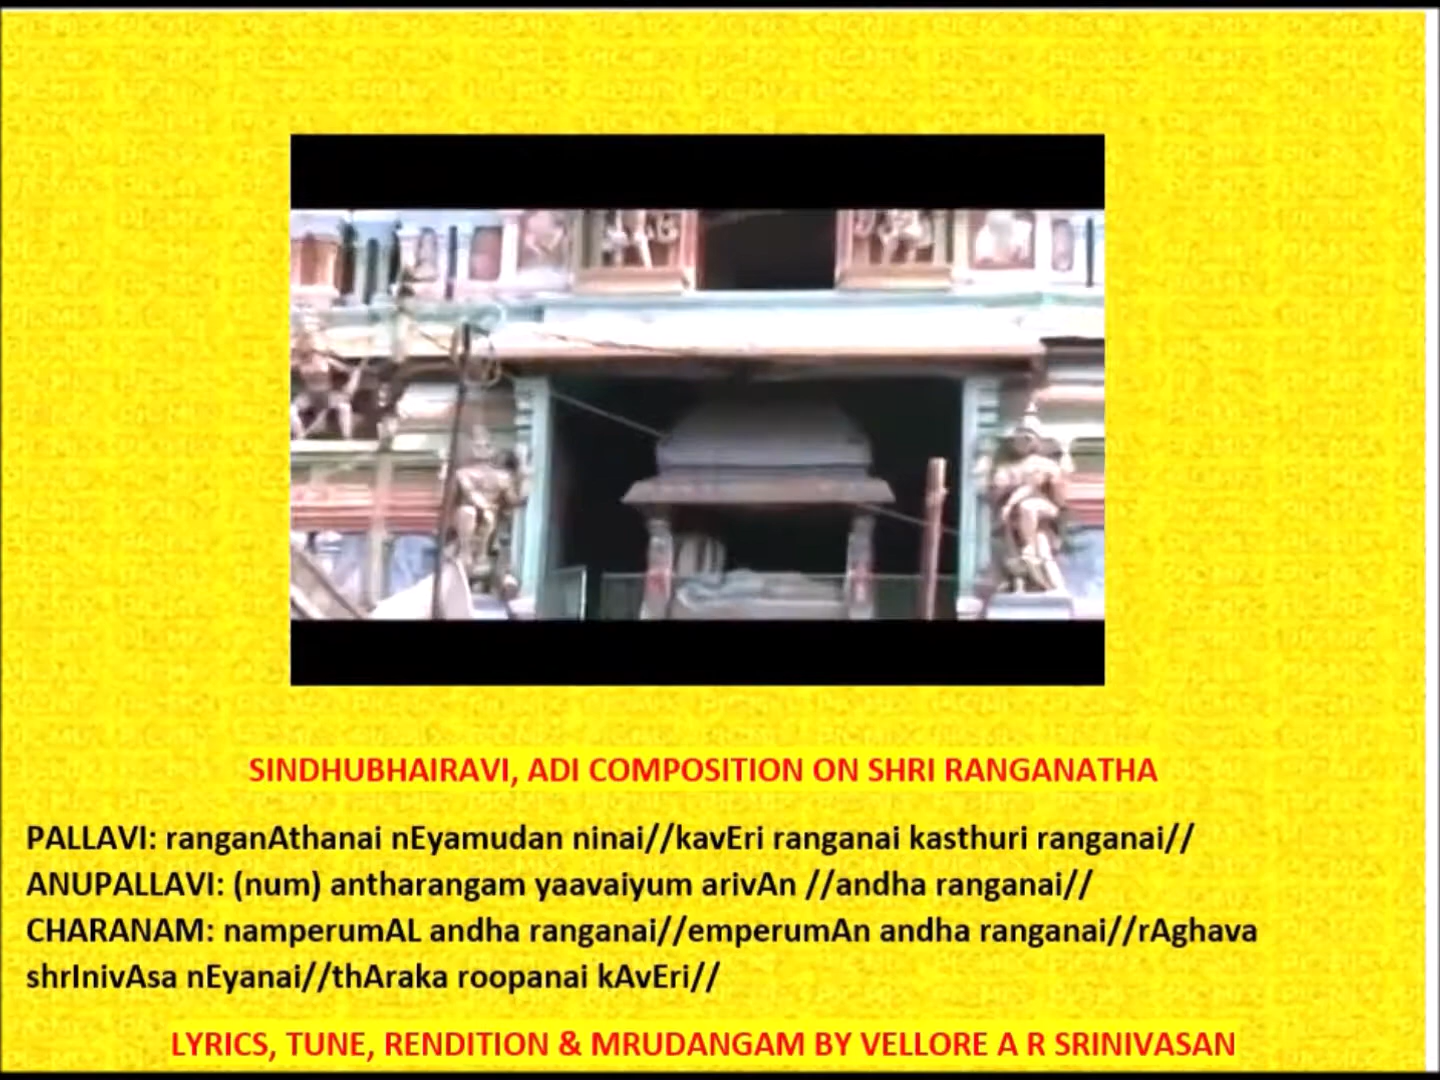 SINDHUBHAIRAVI, ADI COMPOSITION ON SHRI RANGANATHA
PALLAVI: ranganAthanai nEyamudan ninai//kavEri ranganai kasthuri ranganai//
ANUPALLAVI: (num) antharangam yaavaiyum arivAn //andha ranganai//
CHARANAM: namperumAL andha ranganai//emperumAn andha ranganai//rAghava
shrInivAsa nEyanai//thAraka roopanai kAvEri//
LYRICS, TUNE, RENDITION & MRUDANGAM BY VELLORE A R SRINIVASAN